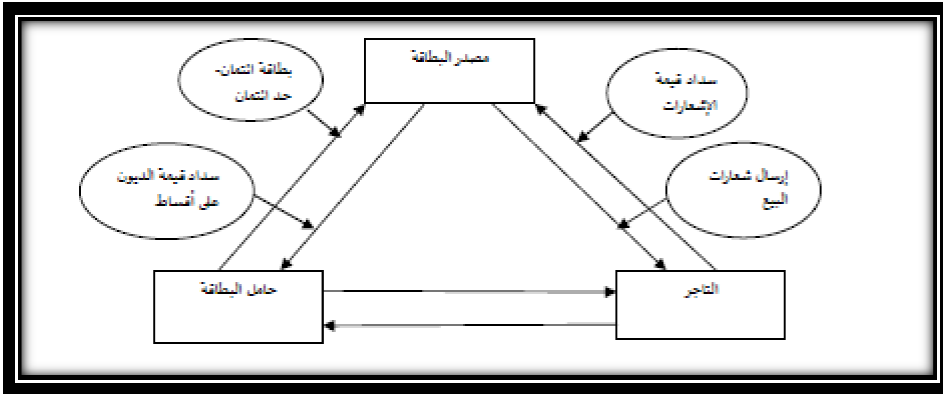 مصدر البطاقة
بطاقة ائتمان-
حد ائتمان
سداد قيمة
الإشعارات
سداد قيمة الديون
على أقساط
إرسال شعارات
البيع
حامل البطاقة
التاجر